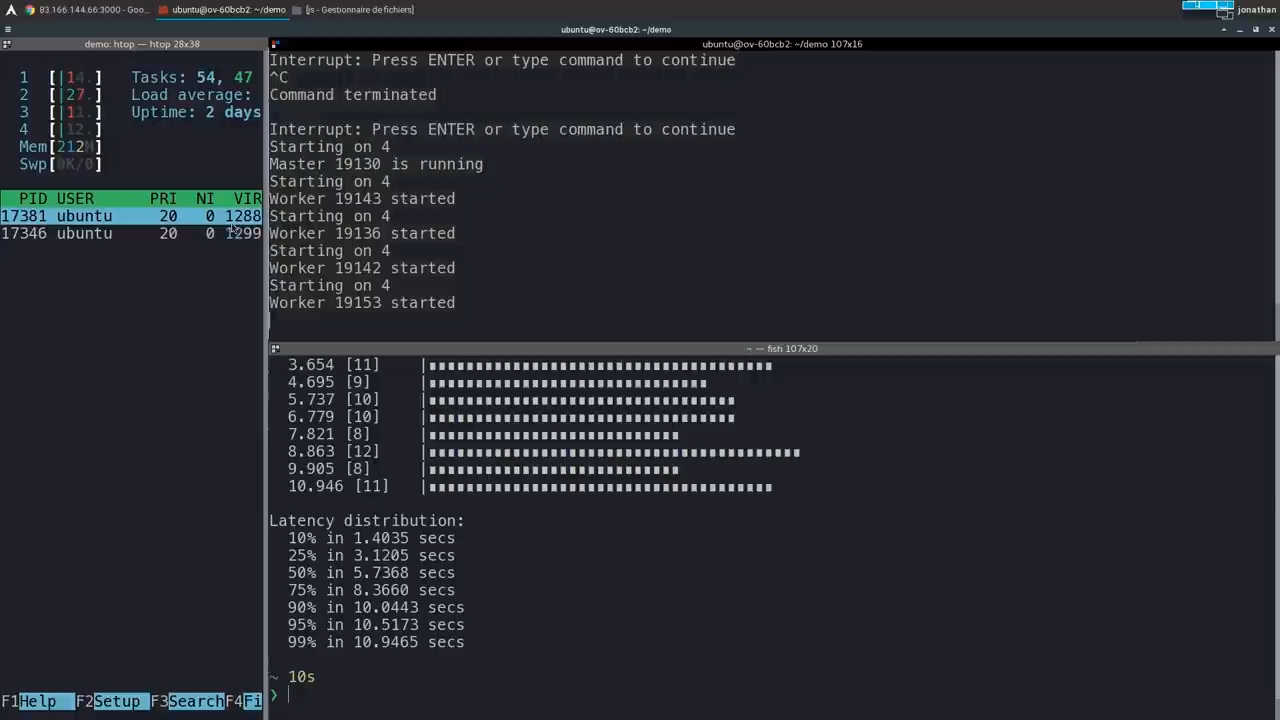 83.166.144.66:3000 - Goo...
ubuntu@ov-60bcb2: ~/demo
[js - Gestionnaire de fichiers]
jonathan
ubuntu@ov-60bcb2: ~/demo
demo: htop — htop 28x38
1 [|14.
2 [|27.
3 [|11.
4 [|12.
Mem[212M
Swp[0K/0]
Tasks: 54, 47
Load average:
Uptime: 2 days
PID USER PRI NI VIR
17381 ubuntu 20 0 1288
17346 ubuntu 20 0 1299
F1Help F2Setup F3SearchF4Fi
ubuntu@ov-60bcb2: ~/demo 107x16
Interrupt: Press ENTER or type command to continue
^C
Command terminated
Interrupt: Press ENTER or type command to continue
Starting on 4
Master 19130 is running
Starting on 4
Worker 19143 started
Starting on 4
Worker 19136 started
Starting on 4
Worker 19142 started
Starting on 4
Worker 19153 started
~ — fish 107x20
3.654 [11] |
4.695 [9] |
5.737 [10] |
6.779 [10] |
7.821 [8] |
8.863 [12] |
9.905 [8] |
10.946 [11] |
Latency distribution:
10% in 1.4035 secs
25% in 3.1205 secs
50% in 5.7368 secs
75% in 8.3660 secs
90% in 10.0443 secs
95% in 10.5173 secs
99% in 10.9465 secs
~ 10s
❯